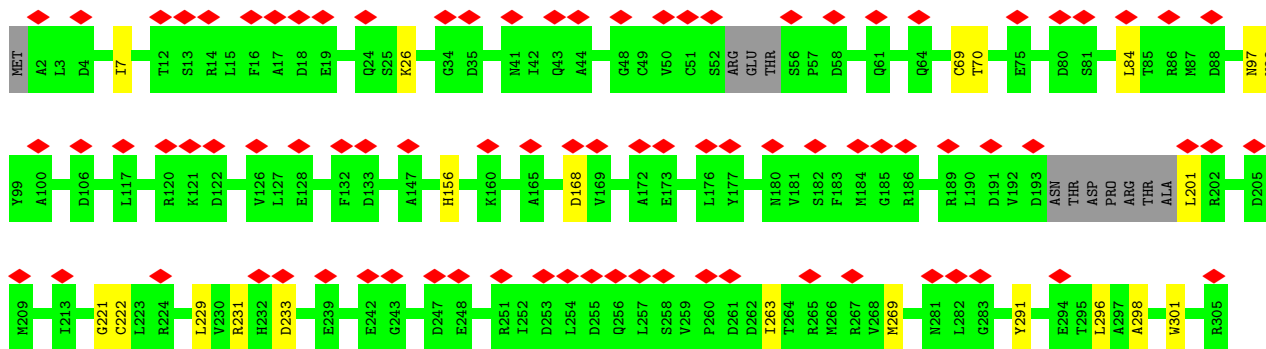 MET A2 L3 D4 I7 T12 S13 R14 L15 F16 A17 D18 E19 Q24 S25 K26 G34 D35 N41 I42 Q43 A44 G48 C49 V50 C51 S52 ARG GLU THR S56 P57 D58 Q61 Q64 C69 T70 E75 D80 S81 L84 T85 R86 M87 D88 N97
Y99 A100 D106 L117 R120 K121 D122 V126 L127 E128 F132 D133 A147 H156 K160 A165 D168 V169 A172 E173 L176 Y177 N180 V181 S182 F183 M184 G185 R186 R189 L190 D191 V192 D193 ASN THR ASP PRO ARG THR ALA L201 R202 D205
M209 I213 G221 C222 L223 R224 L229 V230 R231 H232 D233 E239 E242 G243 D247 E248 R251 I252 D253 L254 D255 Q256 L257 S258 V259 P260 D261 D262 I263 T264 R265 M266 R267 V268 M269 N281 L282 G283 Y291 E294 T295 L296 A297 A298 W301 R305